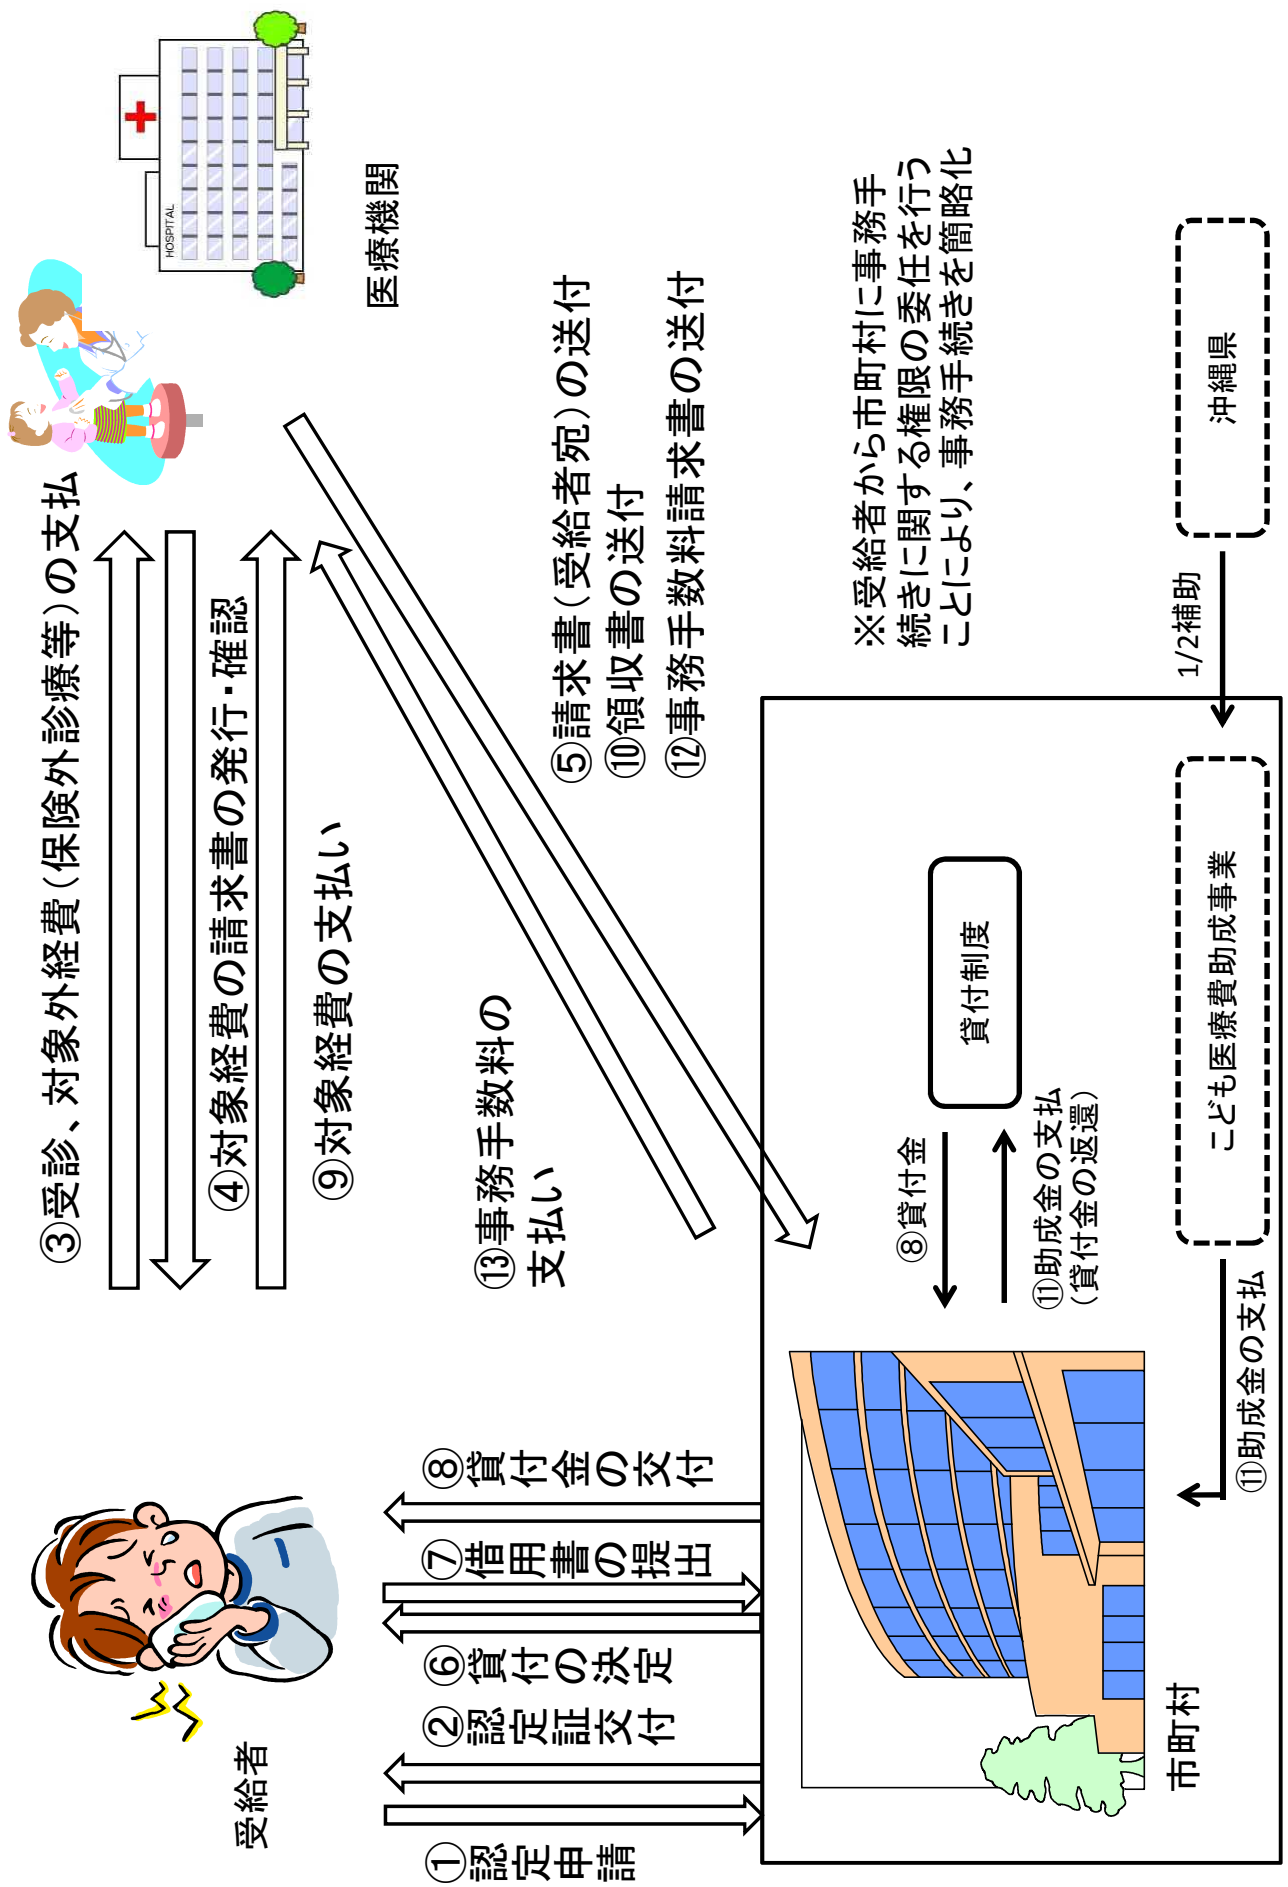 受給者
HOSPITAL
医療機関
③受診、対象外経費(保険外診療等)の支払
④対象経費の請求書の発行・確認
⑨対象経費の支払い
⑬事務手数料の
支払い
⑤請求書(受給者宛)の送付
⑩領収書の送付
⑫事務手数料請求書の送付
①認定申請
②認定証交付
⑥貸付の決定
⑦借用書の提出
⑧貸付金の交付
※受給者から市町村に事務手
続きに関する権限の委任を行う
ことにより、事務手続きを簡略化
⑧貸付金
貸付制度
⑪助成金の支払
(貸付金の返還)
市町村
⑪助成金の支払
こども医療費助成事業
1/2補助
沖縄県